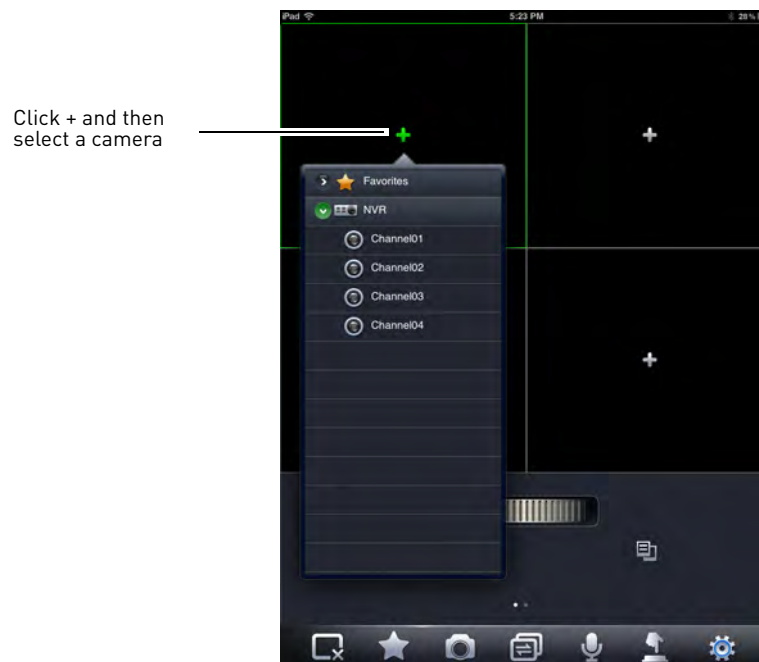 iPad 5:23 PM 28%
Click + and then
select a camera
Favorites
NVR
Channel01
Channel02
Channel03
Channel04